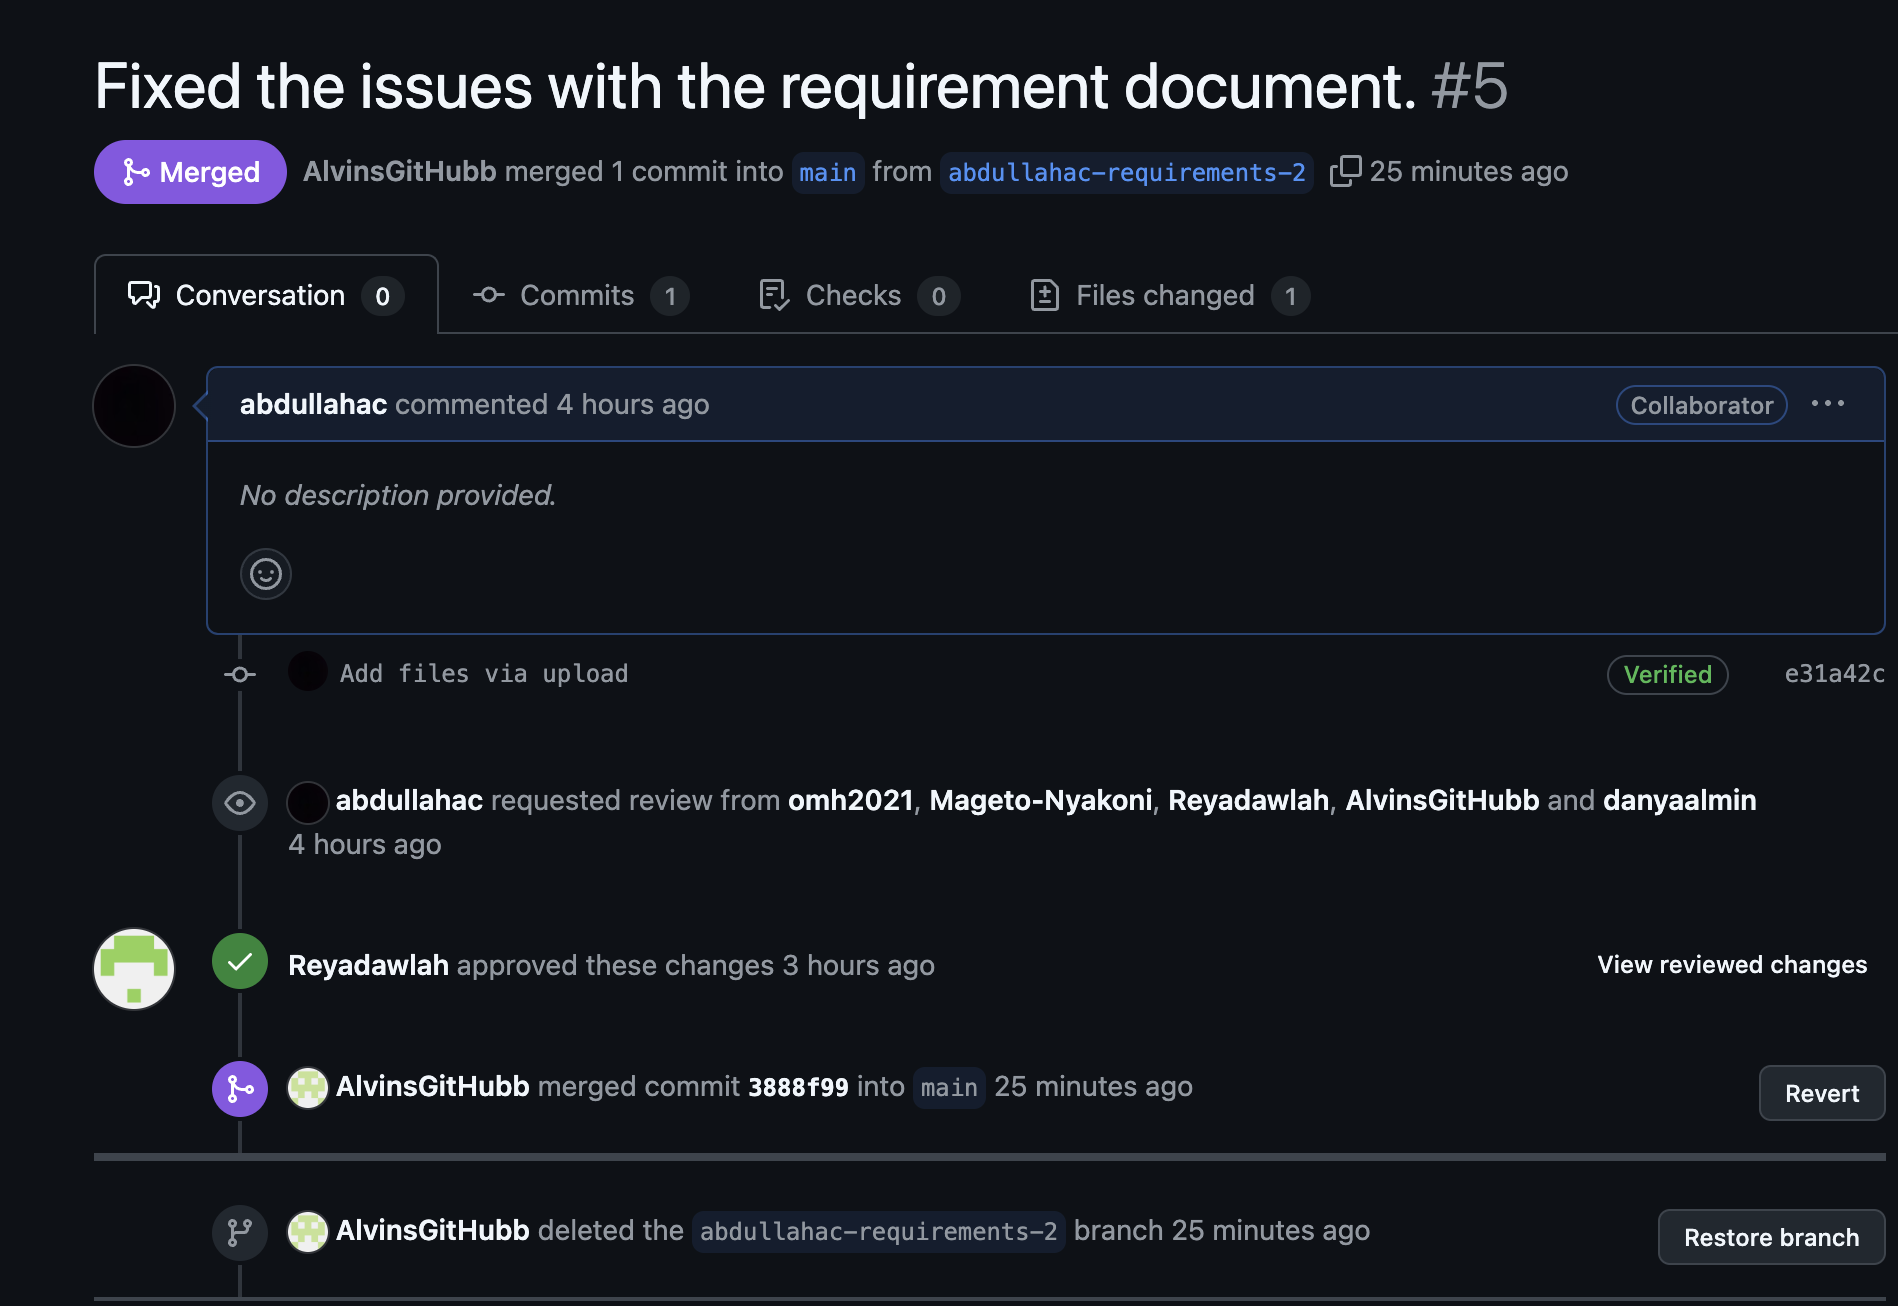 Fixed the issues with the requirement document. #5
Merged AlvinsGitHubb merged 1 commit into main from abdullahac-requirements-2 25 minutes ago
Conversation 0 Commits 1 Checks 0 Files changed 1
abdullahac commented 4 hours ago Collaborator ...
No description provided.
Add files via upload Verified e31a42c
abdullahac requested review from omh2021, Mageto-Nyakoni, Reyadawlah, AlvinsGitHubb and danyaalmin
4 hours ago
Reyadawlah approved these changes 3 hours ago View reviewed changes
AlvinsGitHubb merged commit 3888f99 into main 25 minutes ago Revert
AlvinsGitHubb deleted the abdullahac-requirements-2 branch 25 minutes ago Restore branch